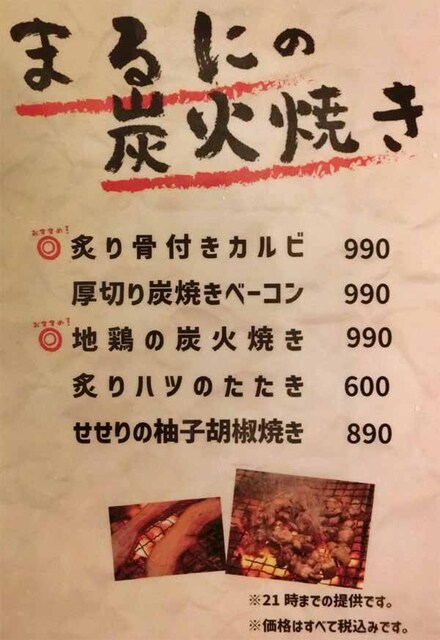 まるにの
炭火焼き
おすすめ！
炙り骨付きカルビ 990
厚切り炭焼きベーコン 990
おすすめ！
地鶏の炭火焼き 990
炙りハツのたたき 600
せせりの柚子胡椒焼き 890
※21時までの提供です。
※価格はすべて税込みです。